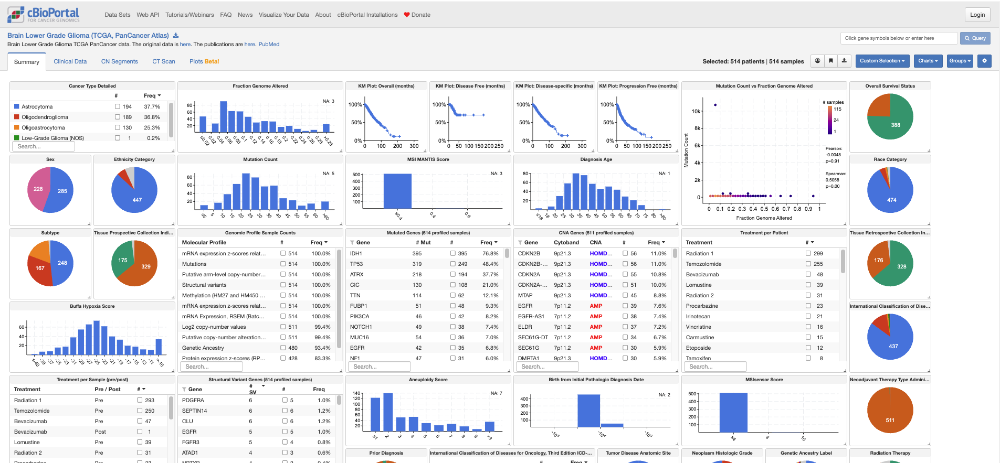 cBioPortal
FOR CANCER GENOMICS
Data Sets Web API Tutorials/Webinars FAQ News Visualize Your Data About cBioPortal Installations Donate
Login
Brain Lower Grade Glioma (TCGA, PanCancer Atlas)
Brain Lower Grade Glioma TCGA PanCancer data. The original data is here. The publications are here. PubMed
Click gene symbols below or enter here
Query
Summary Clinical Data CN Segments CT Scan Plots Beta!
Selected: 514 patients | 514 samples
Custom Selection Charts Groups
Cancer Type Detailed
# Freq
Astrocytoma 194 37.7%
Oligodendroglioma 189 36.8%
Oligoastrocytoma 130 25.3%
Low-Grade Glioma (NOS) 1 0.2%
Search...
Fraction Genome Altered
NA: 3
80
60
40
20
≤0.02 0.02 0.04 0.06 0.08 0.1 0.12 0.14 0.16 0.18 0.2 0.22 0.24 0.26 0.28 >0.28
KM Plot: Overall (months)
100%
50%
0%
0 100 200 300
KM Plot: Disease Free (months)
100%
50%
0%
0 50 100 150 200 250
KM Plot: Disease-specific (months)
100%
50%
0%
0 100 200 300
KM Plot: Progression Free (months)
100%
50%
0%
0 50 100 150 200 250
Mutation Count vs Fraction Genome Altered
Mutation Count
10k
8k
6k
4k
2k
0
0 0.1 0.2 0.3 0.4 0.5 0.6 0.7 0.8 0.9 1
Fraction Genome Altered
# samples
115
24
1
Pearson:
-0.0048
p=0.91
Spearman:
0.5058
p=0.00
Overall Survival Status
388
Sex
228 285
Ethnicity Category
447
Mutation Count
NA: 5
80
60
40
20
≤5 5 10 15 20 25 30 35 40 45 50 55 60 >60
MSI MANTIS Score
NA: 3
500
400
300
200
100
≤0.4 0.4 0.6
Diagnosis Age
NA: 1
80
60
40
20
≤18 18 20 25 30 35 40 45 50 55 60 65 70 75 80 >80
Race Category
474
Subtype
248
167
Tissue Prospective Collection Indi...
175
329
Genomic Profile Sample Counts
Molecular Profile # Freq
mRNA expression z-scores relat... 514 100.0%
Mutations 514 100.0%
Putative arm-level copy-number... 514 100.0%
Structural variants 514 100.0%
Methylation (HM27 and HM450 ... 514 100.0%
mRNA expression z-scores relat... 514 100.0%
mRNA Expression, RSEM (Batc... 514 100.0%
Log2 copy-number values 511 99.4%
Putative copy-number alteration... 511 99.4%
Genetic Ancestry 480 93.4%
Protein expression z-scores (RP... 428 83.3%
Search...
Mutated Genes (514 profiled samples)
Gene # Mut # Freq
IDH1 395 395 76.8%
TP53 319 249 48.4%
ATRX 218 194 37.7%
CIC 130 108 21.0%
TTN 114 62 12.1%
FUBP1 51 48 9.3%
PIK3CA 46 42 8.2%
NOTCH1 49 38 7.4%
MUC16 54 36 7.0%
EGFR 42 35 6.8%
NF1 47 31 6.0%
Search...
CNA Genes (511 profiled samples)
Gene Cytoband CNA # Freq
CDKN2B 9p21.3 HOMD... 56 11.0%
CDKN2B-... 9p21.3 HOMD... 56 11.0%
CDKN2A 9p21.3 HOMD... 55 10.8%
CDKN2A-... 9p21.3 HOMD... 51 10.0%
MTAP 9p21.3 HOMD... 45 8.8%
EGFR 7p11.2 AMP 39 7.6%
EGFR-AS1 7p11.2 AMP 38 7.4%
ELDR 7p11.2 AMP 37 7.2%
SEC61G-DT 7p11.2 AMP 34 6.7%
SEC61G 7p11.2 AMP 30 5.9%
DMRTA1 9p21.3 HOMD... 30 5.9%
Search...
Treatment per Patient
Treatment #
Radiation 1 299
Temozolomide 255
Bevacizumab 48
Lomustine 39
Radiation 2 31
Procarbazine 23
Irinotecan 21
Vincristine 16
Carmustine 15
Etoposide 12
Tamoxifen 8
Search...
Tissue Retrospective Collection In...
176
328
Buffa Hypoxia Score
60
40
20
≤-40 -39 -37 -35 -33 -31 -29 -27 -25 -23 -21 -19 -17 -15 -13 -11 >-10
International Classification of Dise...
437
Treatment per Sample (pre/post)
Treatment Pre / Post #
Radiation 1 Pre 293
Temozolomide Pre 250
Bevacizumab Pre 47
Bevacizumab Post 1
Lomustine Pre 39
Radiation 2 Pre 31
Structural Variant Genes (514 profiled samples)
Gene # SV # Freq
PDGFRA 6 5 1.0%
SEPTIN14 6 6 1.2%
CLU 6 6 1.2%
EGFR 5 5 1.0%
FGFR3 5 4 0.8%
ATAD1 4 3 0.6%
Aneuploidy Score
NA: 7
140
120
100
80
60
40
20
≤1 2 3 4 5 6 7 8 9 >9
Birth from Initial Pathologic Diagnosis Date
NA: 2
400
300
200
100
-10⁵ -10⁴ -10³
MSIsensor Score
500
400
300
200
100
≤4 4 10
Neoadjuvant Therapy Type Admini...
511
Prior Diagnosis
International Classification of Diseases for Oncology, Third Edition ICD-...
# Freq
Tumor Disease Anatomic Site
Neoplasm Histologic Grade
Genetic Ancestry Label
Radiation Therapy